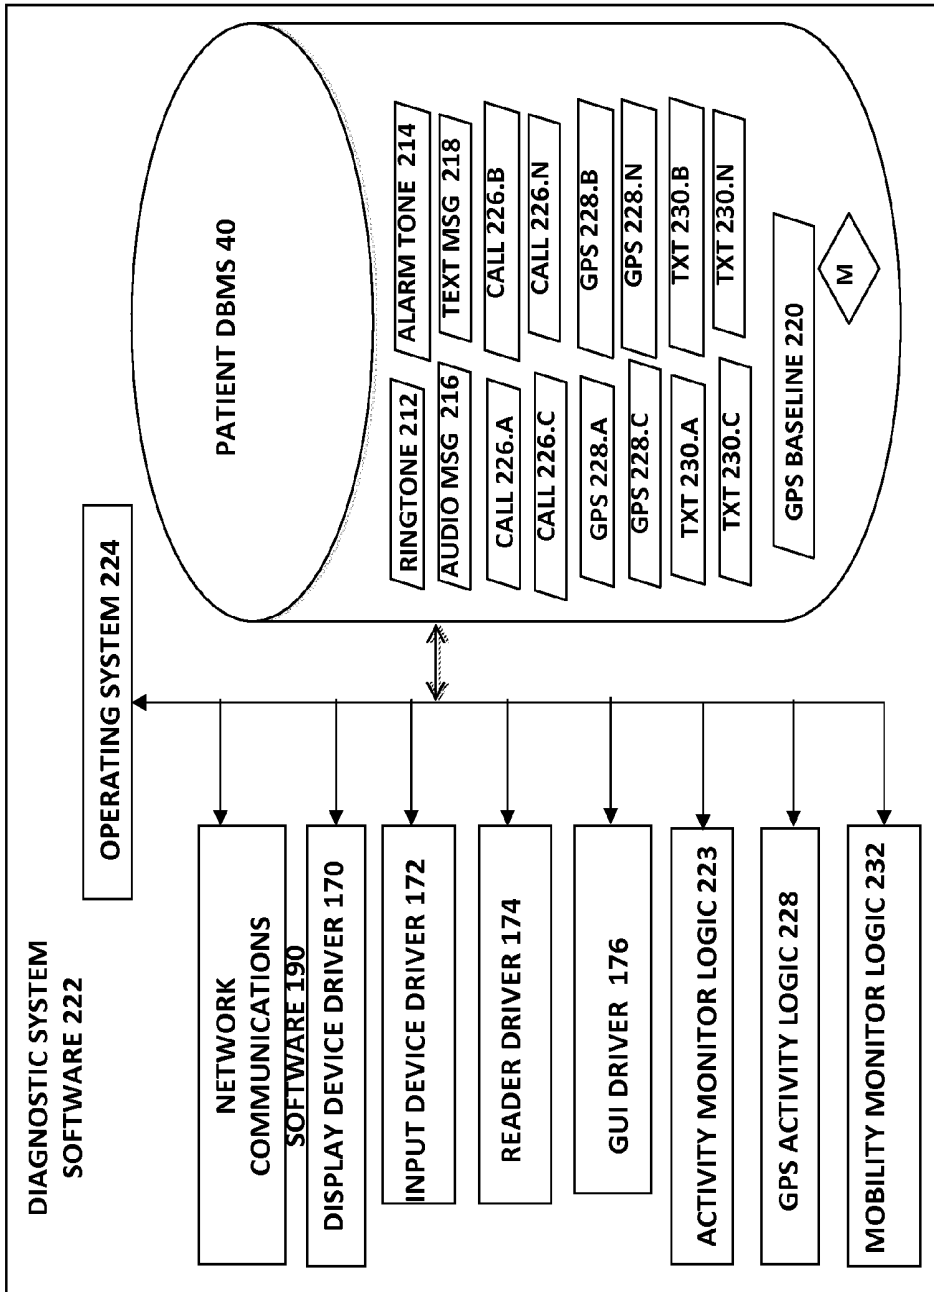 DIAGNOSTIC SYSTEM
SOFTWARE 222
OPERATING SYSTEM 224
NETWORK
COMMUNICATIONS
SOFTWARE 190
DISPLAY DEVICE DRIVER 170
INPUT DEVICE DRIVER 172
READER DRIVER 174
GUI DRIVER 176
ACTIVITY MONITOR LOGIC 223
GPS ACTIVITY LOGIC 228
MOBILITY MONITOR LOGIC 232
PATIENT DBMS 40
RINGTONE 212
ALARM TONE 214
AUDIO MSG 216
TEXT MSG 218
CALL 226.A
CALL 226.B
CALL 226.C
CALL 226.N
GPS 228.A
GPS 228.B
GPS 228.C
GPS 228.N
TXT 230.A
TXT 230.B
TXT 230.C
TXT 230.N
GPS BASELINE 220
M